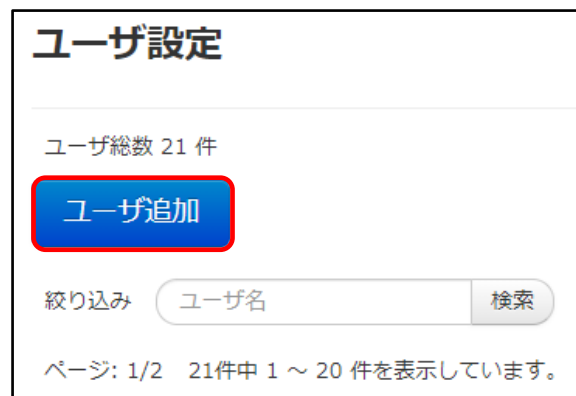 ユーザ設定
ユーザ総数 21 件
ユーザ追加
絞り込み ユーザ名 検索
ページ: 1/2 21件中 1 ～ 20 件を表示しています。